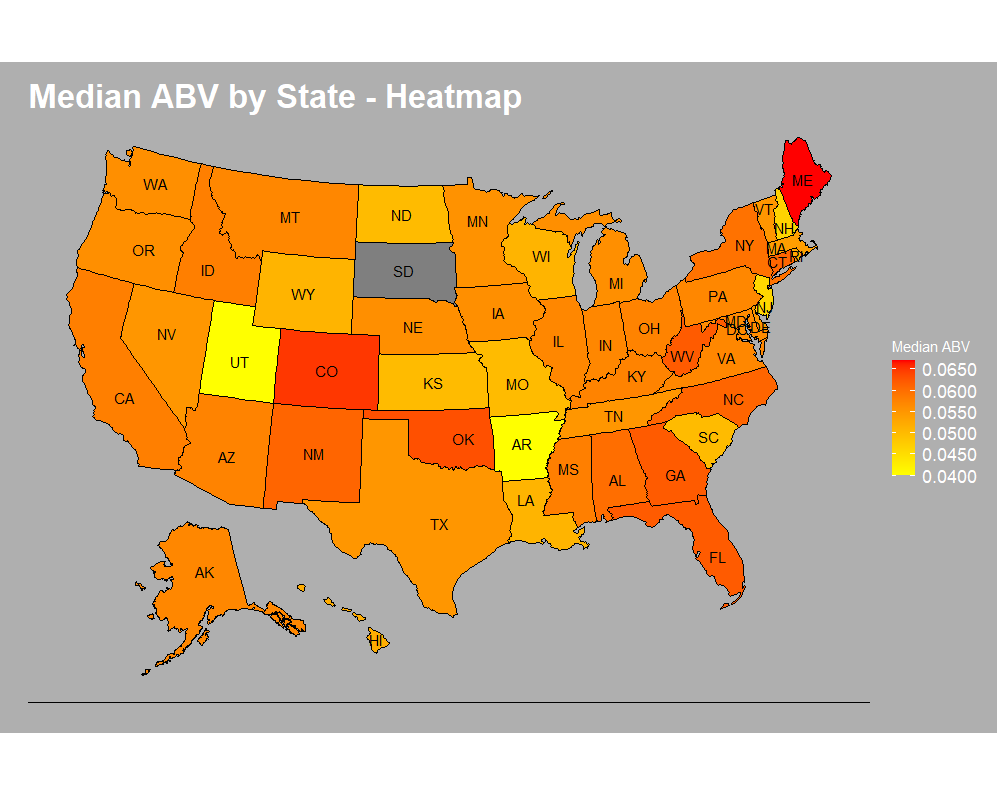 Median ABV by State - Heatmap
ME
WA
VT
MT
ND
MN
NH
NY
MA
OR
WI
RI
CT
ID
SD
MI
WY
PA
NJ
IA
MD
NV
NE
OH
DE
IL
IN
WV
UT
VA
CO
KY
KS
MO
CA
NC
TN
OK
SC
AR
AZ
NM
MS
GA
AL
LA
TX
FL
AK
HI
Median ABV
0.0650
0.0600
0.0550
0.0500
0.0450
0.0400